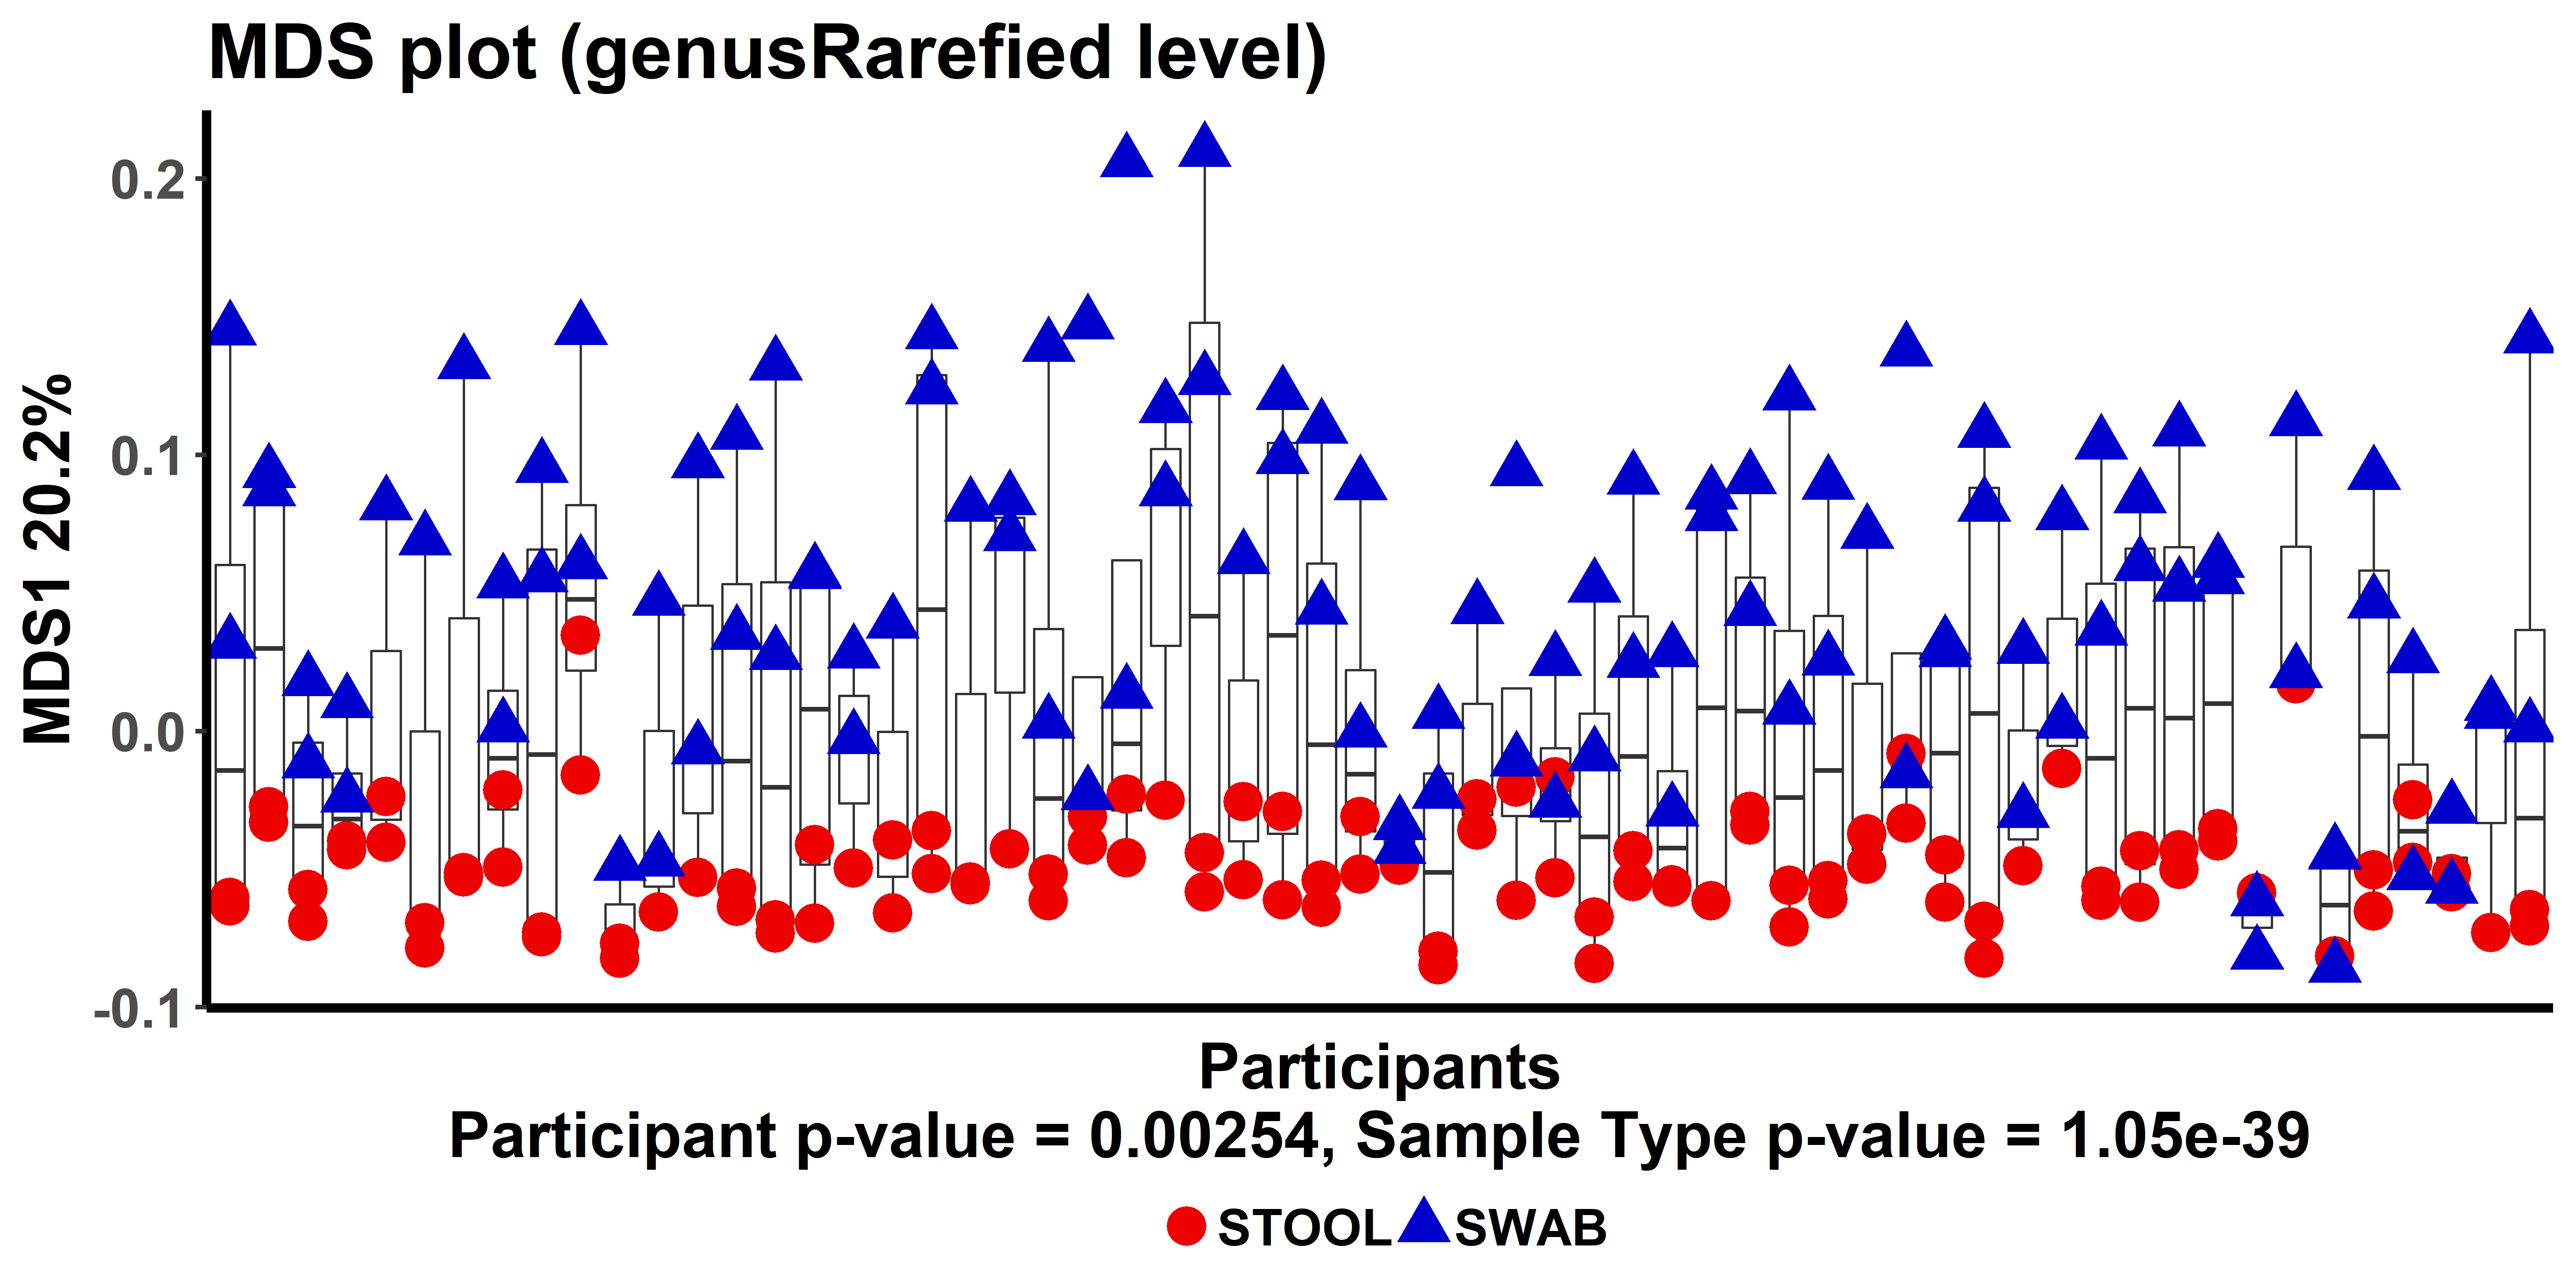 MDS plot (genusRarefied level)
MDS1 20.2%
0.2
0.1
0.0
-0.1
Participants
Participant p-value = 0.00254, Sample Type p-value = 1.05e-39
STOOL SWAB